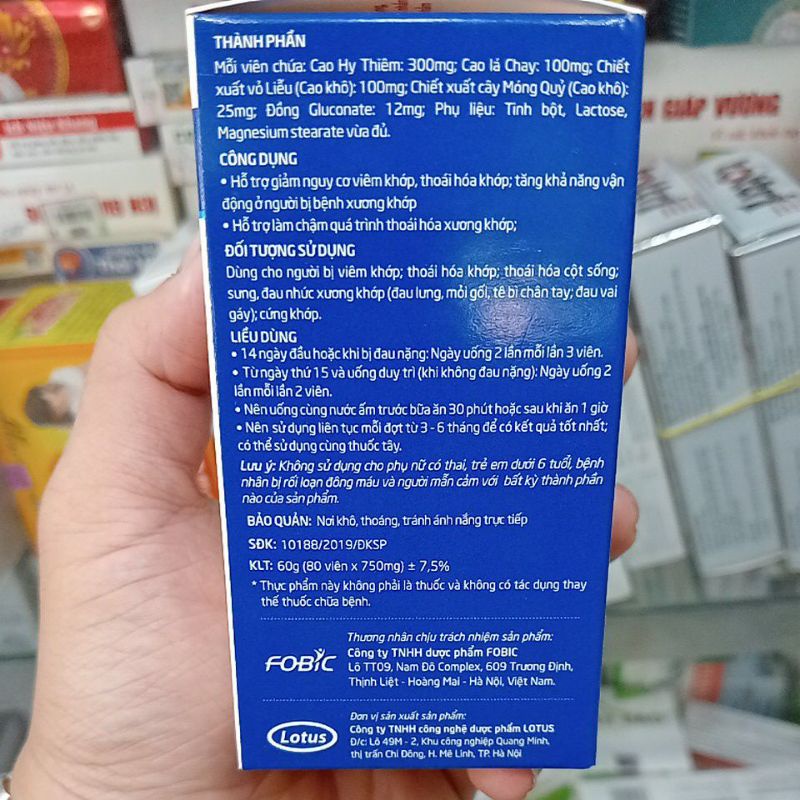 THÀNH PHẦN
Mỗi viên chứa: Cao Hy Thiêm: 300mg; Cao lá Chay: 100mg; Chiết
xuất vỏ Liễu (Cao khô): 100mg; Chiết xuất cây Móng Quỷ (Cao khô):
25mg; Đồng Gluconate: 12mg; Phụ liệu: Tinh bột, Lactose,
Magnesium stearate vừa đủ.
CÔNG DỤNG
• Hỗ trợ giảm nguy cơ viêm khớp, thoái hóa khớp; tăng khả năng vận
động ở người bị bệnh xương khớp
• Hỗ trợ làm chậm quá trình thoái hóa xương khớp;
ĐỐI TƯỢNG SỬ DỤNG
Dùng cho người bị viêm khớp; thoái hóa khớp; thoái hóa cột sống;
sưng, đau nhức xương khớp (đau lưng, mỏi gối, tê bì chân tay; đau vai
gáy); cứng khớp.
LIỀU DÙNG
• 14 ngày đầu hoặc khi bị đau nặng: Ngày uống 2 lần mỗi lần 3 viên.
• Từ ngày thứ 15 và uống duy trì (khi không đau nặng): Ngày uống 2
lần mỗi lần 2 viên.
• Nên uống cùng nước ấm trước bữa ăn 30 phút hoặc sau khi ăn 1 giờ
• Nên sử dụng liên tục mỗi đợt từ 3 - 6 tháng để có kết quả tốt nhất;
có thể sử dụng cùng thuốc tây.
Lưu ý: Không sử dụng cho phụ nữ có thai, trẻ em dưới 6 tuổi, bệnh
nhân bị rối loạn đông máu và người mẫn cảm với bất kỳ thành phần
nào của sản phẩm.
BẢO QUẢN: Nơi khô, thoáng, tránh ánh nắng trực tiếp
SĐK: 10188/2019/ĐKSP
KLT: 60g (80 viên x 750mg) ± 7,5%
* Thực phẩm này không phải là thuốc và không có tác dụng thay
thế thuốc chữa bệnh.
Thương nhân chịu trách nhiệm sản phẩm:
FOBIC
Công ty TNHH dược phẩm FOBIC
Lô TT09, Nam Đô Complex, 609 Trương Định,
Thịnh Liệt - Hoàng Mai - Hà Nội, Việt Nam.
Đơn vị sản xuất sản phẩm:
Lotus
Công ty TNHH công nghệ dược phẩm LOTUS
Đ/c: Lô 49M - 2, Khu công nghiệp Quang Minh,
thị trấn Chi Đông, H. Mê Linh, TP. Hà Nội
GIÁP VƯƠNG